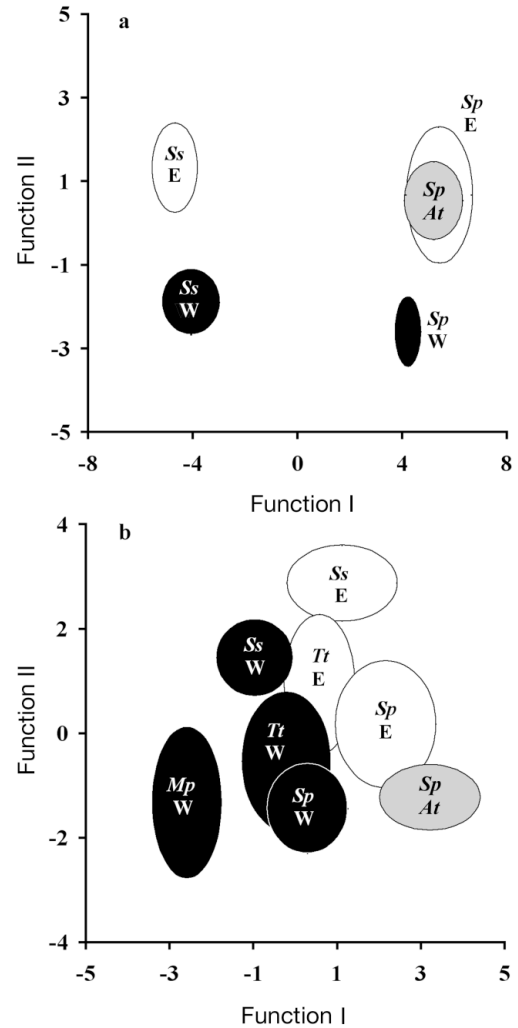 a
5
3
1
-1
-3
-5
Function II
Ss
E
Sp
E
Sp
At
Ss
W
Sp
W
-8
-4
0
4
8
Function I
b
4
2
0
-2
-4
Function II
Ss
E
Ss
W
Tt
E
Sp
E
Tt
W
Mp
W
Sp
W
Sp
At
-5
-3
-1
1
3
5
Function I